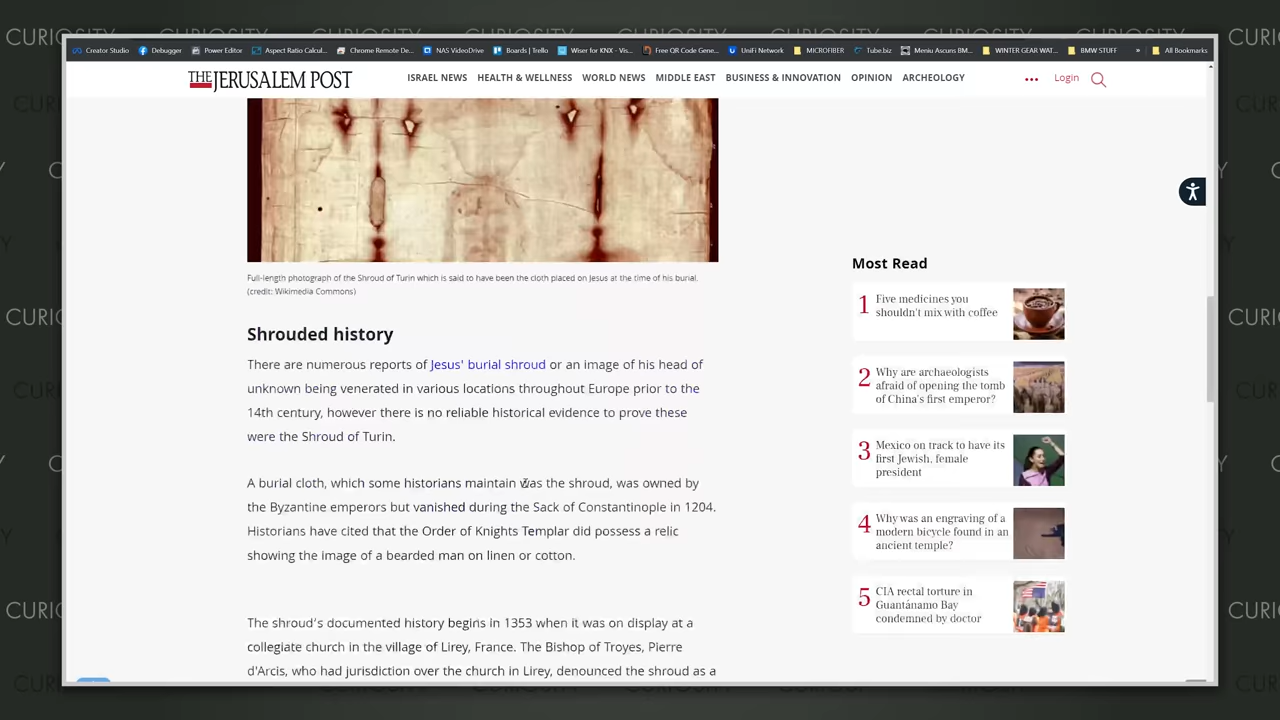 CURIOSITY CURIOSITY CURIOSITY CURIOSITY CURIOSITY CURIOSITY
Creator Studio Debugger Power Editor Aspect Ratio Calcul... Chrome Remote De... NAS VideoDrive Boards | Trello Wiser for KNX - Vis... Free QR Code Gene... UniFi Network MICROFIBER Tube.biz Meniu Ascuns BM... WINTER GEAR WAT... BMW STUFF » All Bookmarks
THE JERUSALEM POST
ISRAEL NEWS HEALTH & WELLNESS WORLD NEWS MIDDLE EAST BUSINESS & INNOVATION OPINION ARCHEOLOGY
Login
Full-length photograph of the Shroud of Turin which is said to have been the cloth placed on Jesus at the time of his burial.
(credit: Wikimedia Commons)
Shrouded history
There are numerous reports of Jesus' burial shroud or an image of his head of
unknown being venerated in various locations throughout Europe prior to the
14th century, however there is no reliable historical evidence to prove these
were the Shroud of Turin.
A burial cloth, which some historians maintain was the shroud, was owned by
the Byzantine emperors but vanished during the Sack of Constantinople in 1204.
Historians have cited that the Order of Knights Templar did possess a relic
showing the image of a bearded man on linen or cotton.
The shroud's documented history begins in 1353 when it was on display at a
collegiate church in the village of Lirey, France. The Bishop of Troyes, Pierre
d'Arcis, who had jurisdiction over the church in Lirey, denounced the shroud as a
Most Read
1 Five medicines you
shouldn't mix with coffee
2 Why are archaeologists
afraid of opening the tomb
of China's first emperor?
3 Mexico on track to have its
first Jewish, female
president
4 Why was an engraving of a
modern bicycle found in an
ancient temple?
5 CIA rectal torture in
Guantánamo Bay
condemned by doctor